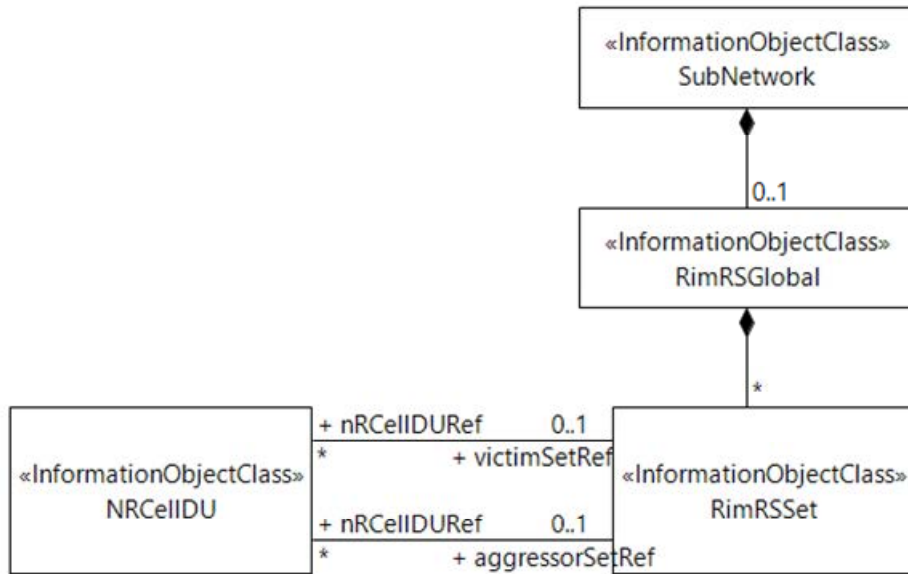 «InformationObjectClass»
SubNetwork
0..1
«InformationObjectClass»
RimRSGlobal
*
+ nRCellDURef 0..1
* + victimSetRef
«InformationObjectClass»
NRCellDU
«InformationObjectClass»
RimRSSet
+ nRCellDURef 0..1
* + aggressorSetRef